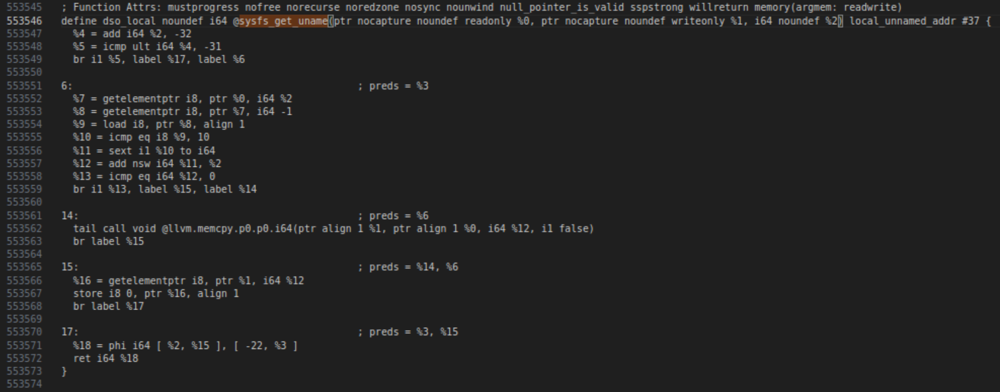 553545 ; Function Attrs: mustprogress nofree norecurse noredzone nosync nounwind null_pointer_is_valid sspstrong willreturn memory(argmem: readwrite)
553546 define dso_local noundef i64 @sysfs_get_uname(ptr nocapture noundef readonly %0, ptr nocapture noundef writeonly %1, i64 noundef %2) local_unnamed_addr #37 {
553547 %4 = add i64 %2, -32
553548 %5 = icmp ult i64 %4, -31
553549 br i1 %5, label %17, label %6
553550
553551 6: ; preds = %3
553552 %7 = getelementptr i8, ptr %0, i64 %2
553553 %8 = getelementptr i8, ptr %7, i64 -1
553554 %9 = load i8, ptr %8, align 1
553555 %10 = icmp eq i8 %9, 10
553556 %11 = sext i1 %10 to i64
553557 %12 = add nsw i64 %11, %2
553558 %13 = icmp eq i64 %12, 0
553559 br i1 %13, label %15, label %14
553560
553561 14: ; preds = %6
553562 tail call void @llvm.memcpy.p0.p0.i64(ptr align 1 %1, ptr align 1 %0, i64 %12, i1 false)
553563 br label %15
553564
553565 15: ; preds = %14, %6
553566 %16 = getelementptr i8, ptr %1, i64 %12
553567 store i8 0, ptr %16, align 1
553568 br label %17
553569
553570 17: ; preds = %3, %15
553571 %18 = phi i64 [ %2, %15 ], [ -22, %3 ]
553572 ret i64 %18
553573 }
553574